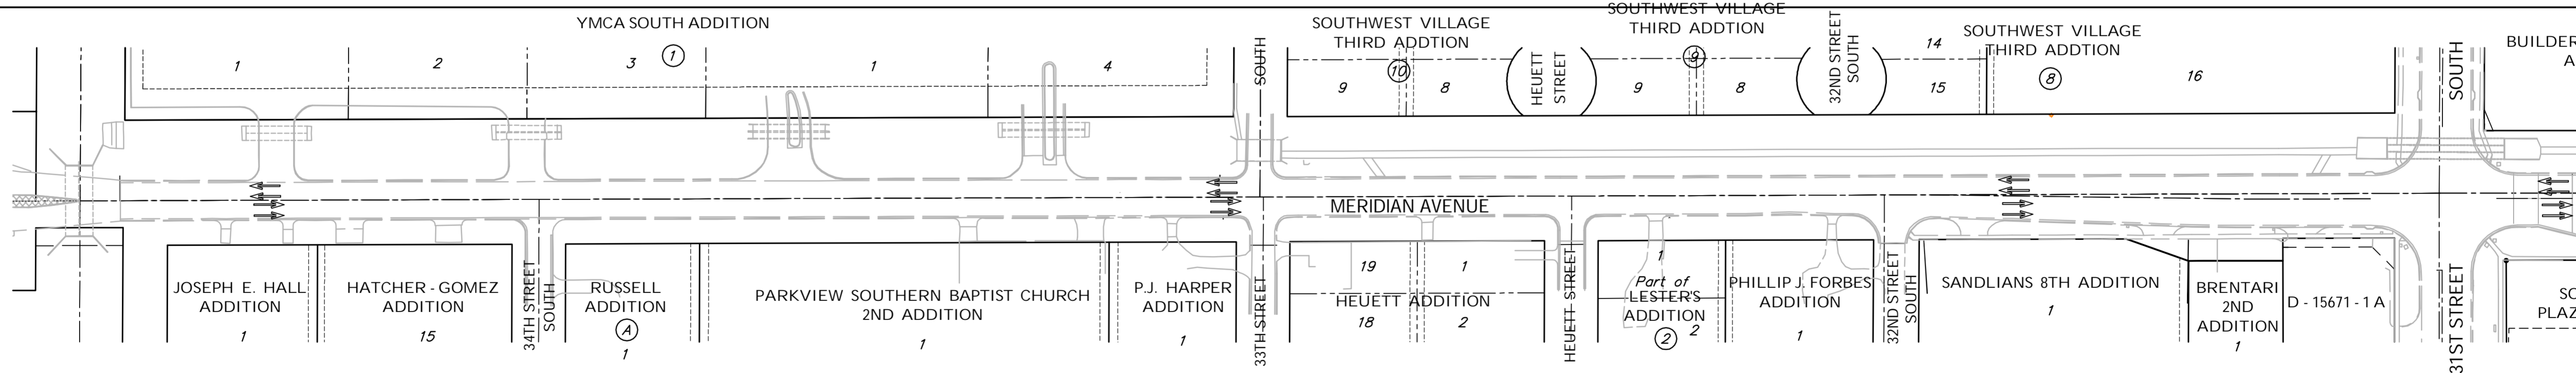 YMCA SOUTH ADDITION
1
1
2
3
1
4
SOUTH
SOUTHWEST VILLAGE
THIRD ADDTION
10
9
8
HEUETT
STREET
SOUTHWEST VILLAGE
THIRD ADDTION
9
9
8
32ND STREET
SOUTH
14
15
SOUTHWEST VILLAGE
THIRD ADDTION
8
16
SOUTH
BUILDER
A
MERIDIAN AVENUE
JOSEPH E. HALL
ADDITION
1
HATCHER - GOMEZ
ADDITION
15
34TH STREET
SOUTH
RUSSELL
ADDITION
A
1
PARKVIEW SOUTHERN BAPTIST CHURCH
2ND ADDITION
1
P.J. HARPER
ADDITION
1
33TH STREET
19
1
HEUETT ADDITION
18
2
HEUETT STREET
1
Part of
LESTER'S
ADDITION
2
2
PHILLIP J. FORBES
ADDITION
1
32ND STREET
SOUTH
SANDLIANS 8TH ADDITION
1
BRENTARI
2ND
ADDITION
1
D - 15671 - 1 A
31ST STREET
SO
PLAZ